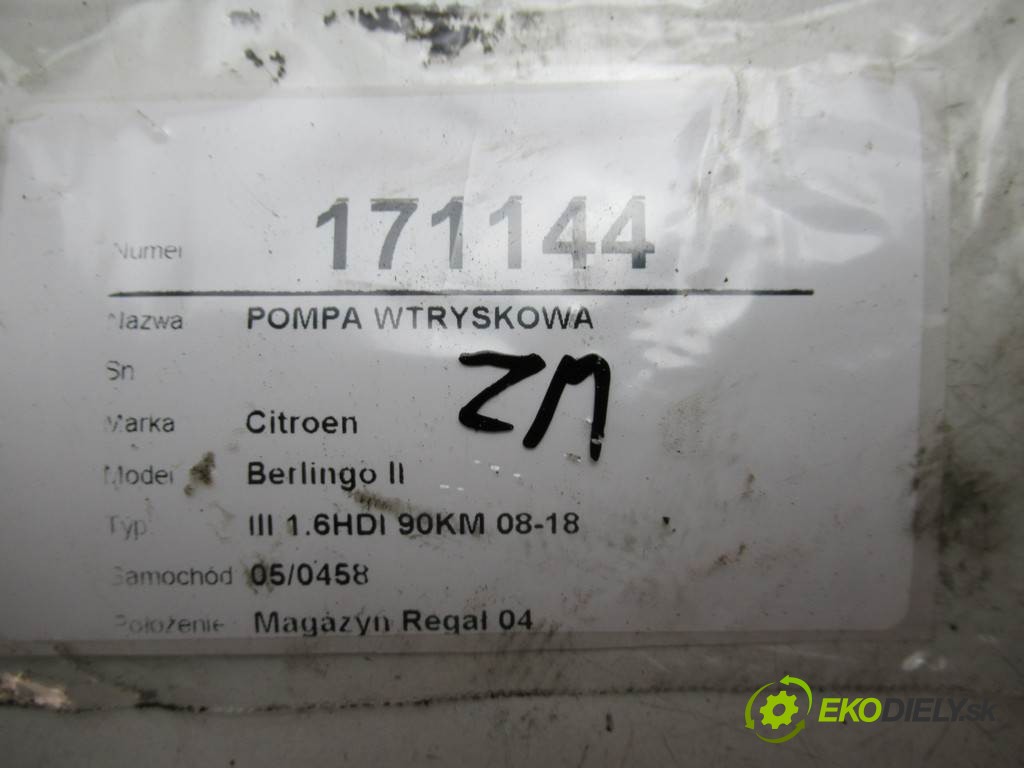 Numer 171144
Nazwa POMPA WTRYSKOWA
Sn
ZM
Marka Citroen
Model Berlingo II
Typ III 1.6HDI 90KM 08-18
Samochód 05/0458
Położenie Magazyn Regał 04
EKODIELY.sk